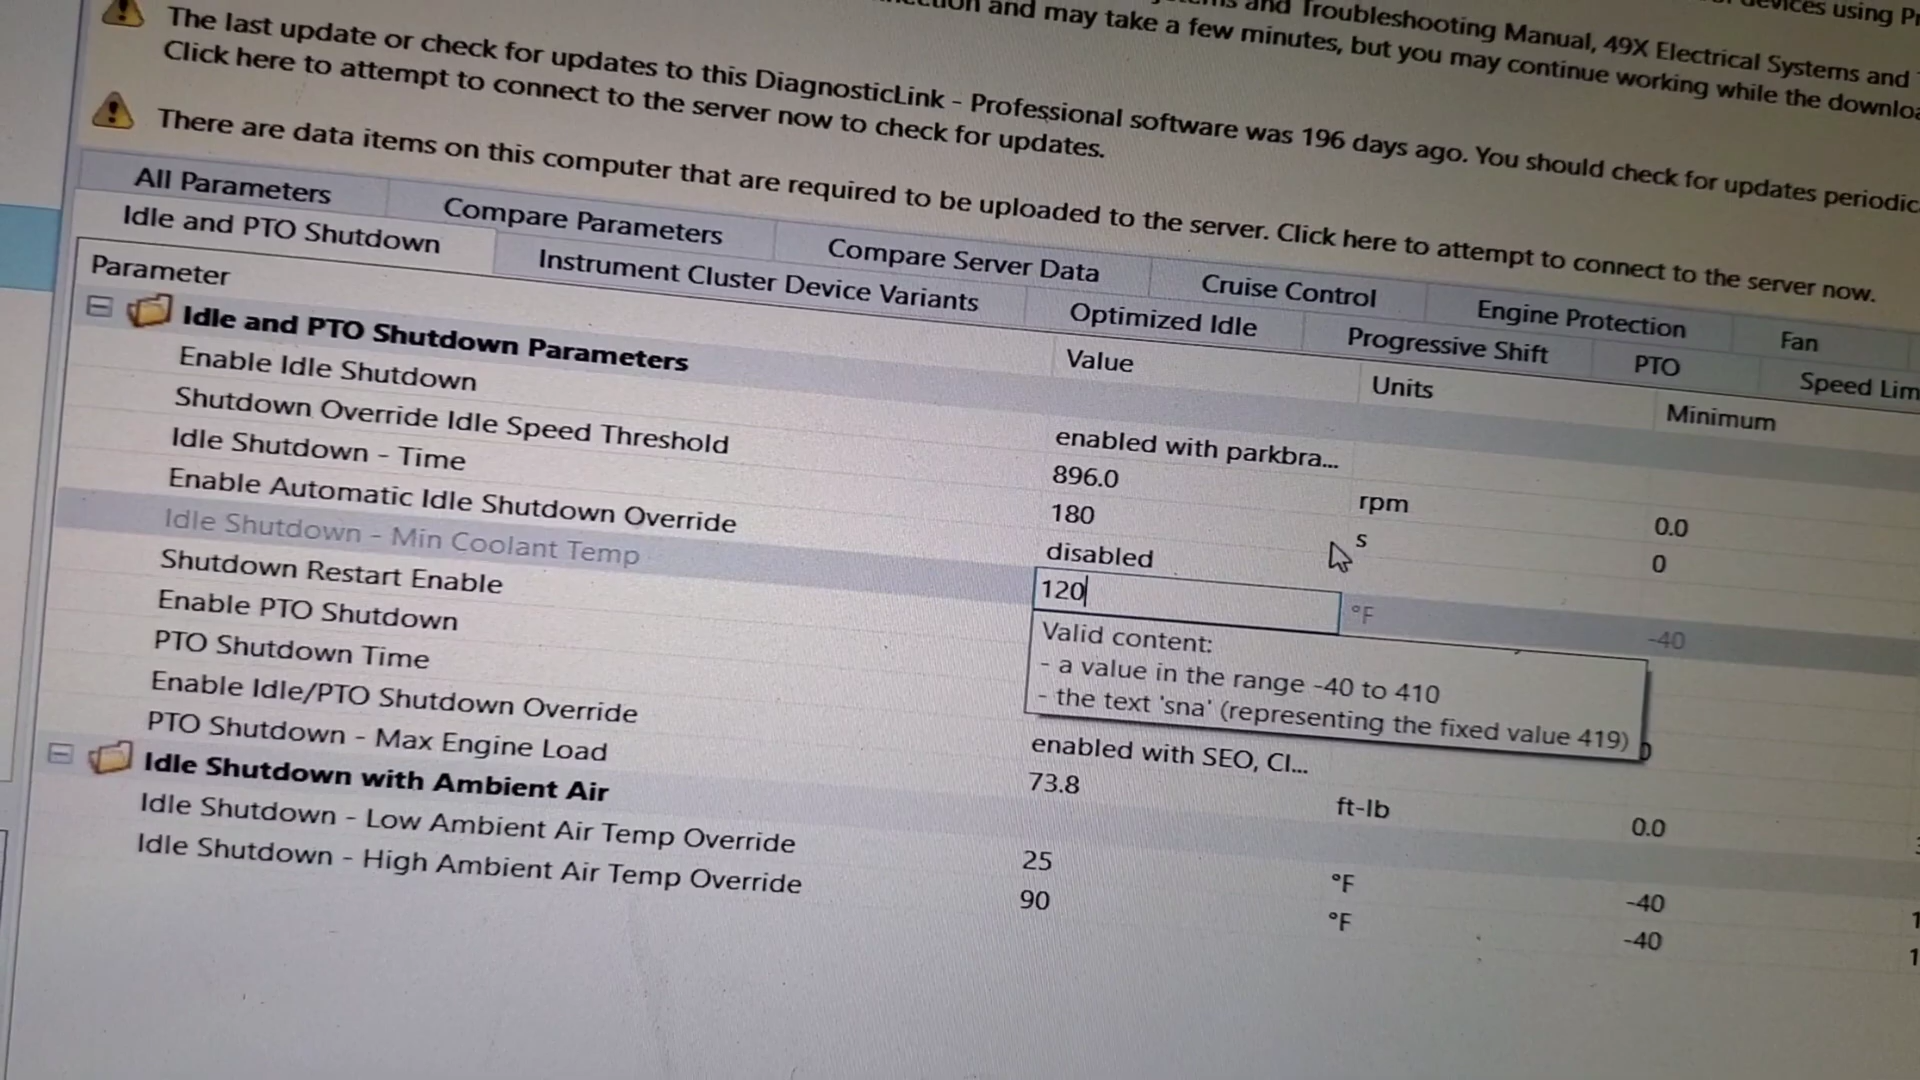 and Troubleshooting Manual, 49X Electrical Systems and
and may take a few minutes, but you may continue working while the downloa
The last update or check for updates to this DiagnosticLink - Professional software was 196 days ago. You should check for updates periodic
Click here to attempt to connect to the server now to check for updates.
There are data items on this computer that are required to be uploaded to the server. Click here to attempt to connect to the server now.
All Parameters Compare Parameters Compare Server Data Cruise Control Engine Protection Fan
Idle and PTO Shutdown Instrument Cluster Device Variants Optimized Idle Progressive Shift PTO Speed Lim
Parameter Value Units Minimum
Idle and PTO Shutdown Parameters
Enable Idle Shutdown enabled with parkbra...
Shutdown Override Idle Speed Threshold 896.0 rpm 0.0
Idle Shutdown - Time 180 s 0
Enable Automatic Idle Shutdown Override disabled
Idle Shutdown - Min Coolant Temp 120 °F -40
Shutdown Restart Enable
Enable PTO Shutdown
PTO Shutdown Time
Valid content:
- a value in the range -40 to 410
- the text 'sna' (representing the fixed value 419)
Enable Idle/PTO Shutdown Override enabled with SEO, CI...
PTO Shutdown - Max Engine Load 73.8 ft-lb 0.0
Idle Shutdown with Ambient Air
Idle Shutdown - Low Ambient Air Temp Override 25 °F -40
Idle Shutdown - High Ambient Air Temp Override 90 °F -40